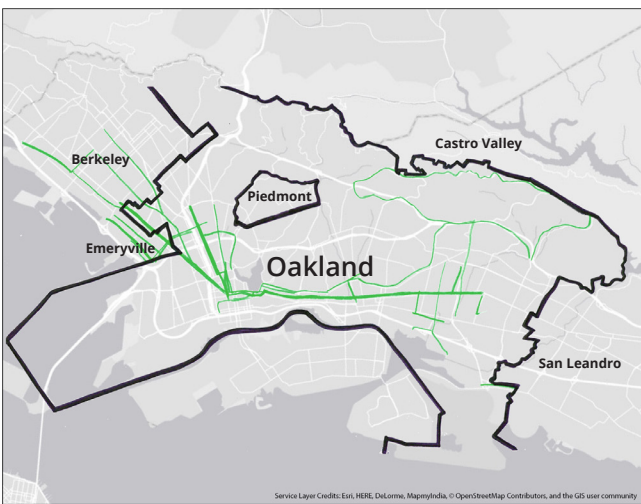 Castro Valley
Berkeley
Piedmont
Emeryville
Oakland
San Leandro
Service Layer Credits: Esri, HERE, DeLorme, MapmyIndia, © OpenStreetMap Contributors, and the GIS user community